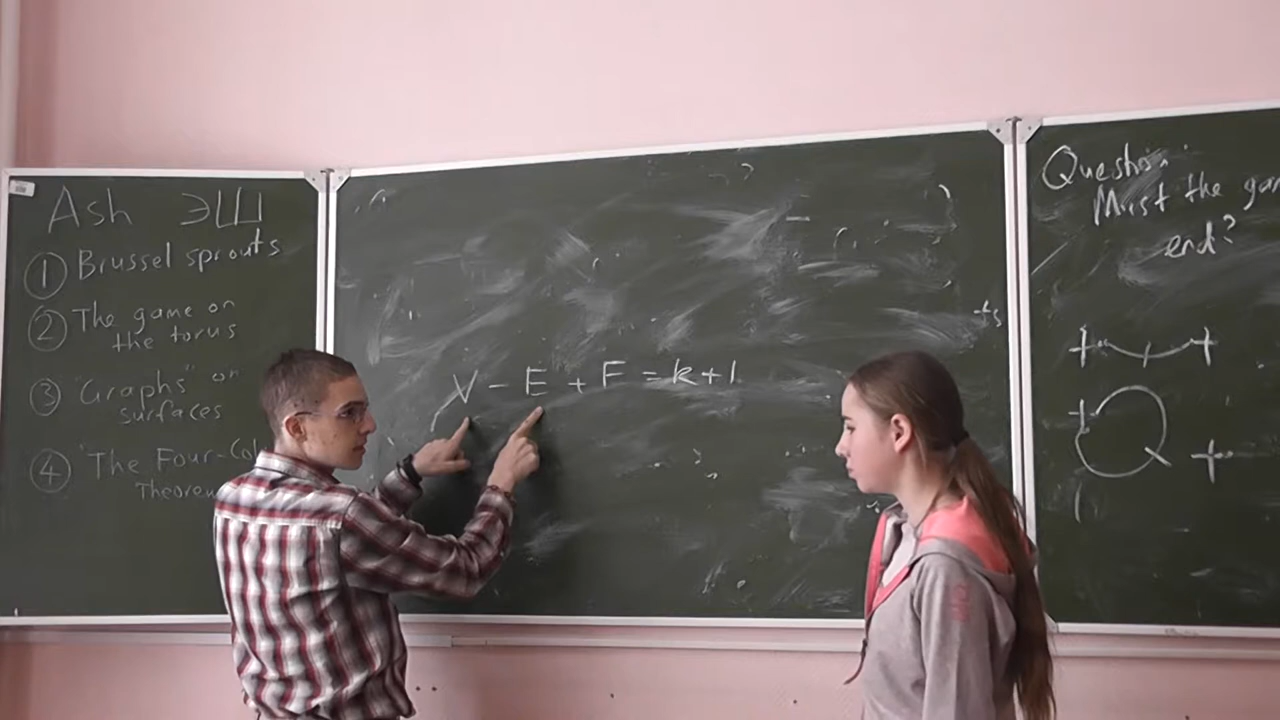 Ash ЭШ
① Brussel sprouts
② The game on
the torus
③ "Graphs" on
surfaces
④ "The Four-Col
Theorem
V - E + F = k + 1
Question:
Must the gam
end?